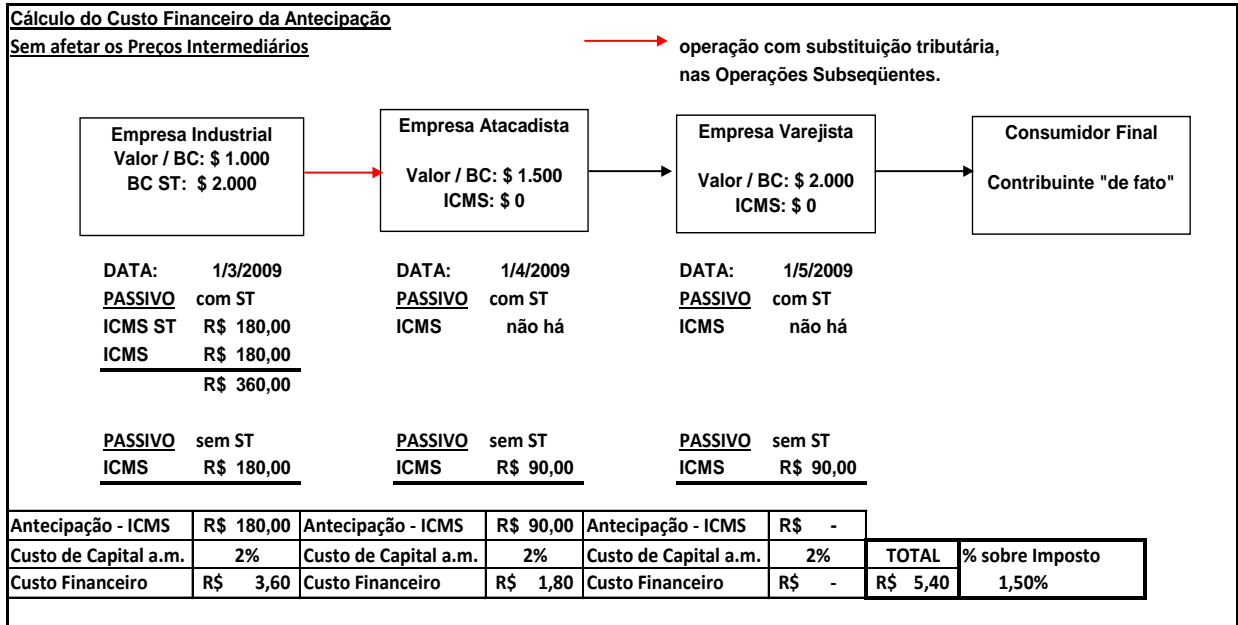 Cálculo do Custo Financeiro da Antecipação
Sem afetar os Preços Intermediários
operação com substituição tributária,
nas Operações Subseqüentes.
Empresa Industrial
Valor / BC: $ 1.000
BC ST: $ 2.000
Empresa Atacadista
Valor / BC: $ 1.500
ICMS: $ 0
Empresa Varejista
Valor / BC: $ 2.000
ICMS: $ 0
Consumidor Final
Contribuinte "de fato"
DATA: 1/3/2009 DATA: 1/4/2009 DATA: 1/5/2009
PASSIVO com ST PASSIVO com ST PASSIVO com ST
ICMS ST R$ 180,00 ICMS não há ICMS não há
ICMS R$ 180,00
R$ 360,00
PASSIVO sem ST PASSIVO sem ST PASSIVO sem ST
ICMS R$ 180,00 ICMS R$ 90,00 ICMS R$ 90,00
Antecipação - ICMS R$ 180,00 Antecipação - ICMS R$ 90,00 Antecipação - ICMS R$ -
Custo de Capital a.m. 2% Custo de Capital a.m. 2% Custo de Capital a.m. 2% TOTAL % sobre Imposto
Custo Financeiro R$ 3,60 Custo Financeiro R$ 1,80 Custo Financeiro R$ - R$ 5,40 1,50%